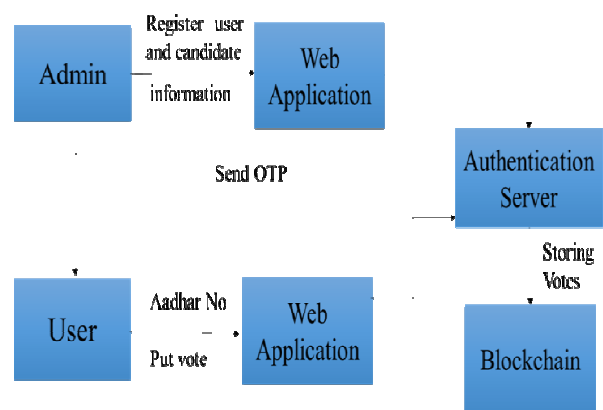 Register user
and candidate
information
Admin
Web
Application
Send OTP
Authentication
Server
Storing
Votes
User
Aadhar No
Put vote
Web
Application
Blockchain